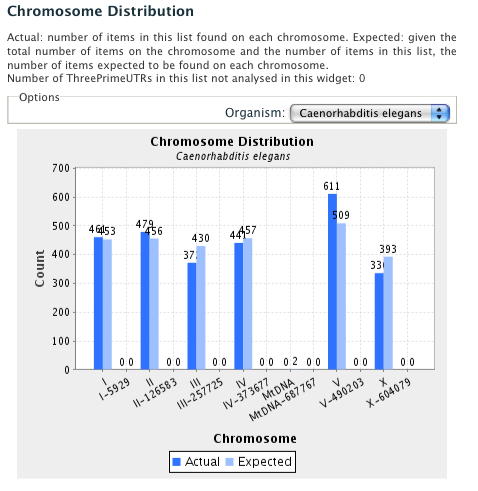 Chromosome Distribution
Actual: number of items in this list found on each chromosome. Expected: given the
total number of items on the chromosome and the number of items in this list, the
number of items expected to be found on each chromosome.
Number of ThreePrimeUTRs in this list not analysed in this widget: 0
Options
Organism: Caenorhabditis elegans
Chromosome Distribution
Caenorhabditis elegans
700
600
500
400
300
200
100
0
Count
453
479
456
430
457
0 0
0 0
0 0
0 0
0 2
0 0
611
509
0 0
393
0 0
I
I-5929
II
II-126583
III
III-257725
IV
IV-373677
MtDNA
MtDNA-687767
V
V-490203
X
X-604079
Chromosome
Actual Expected